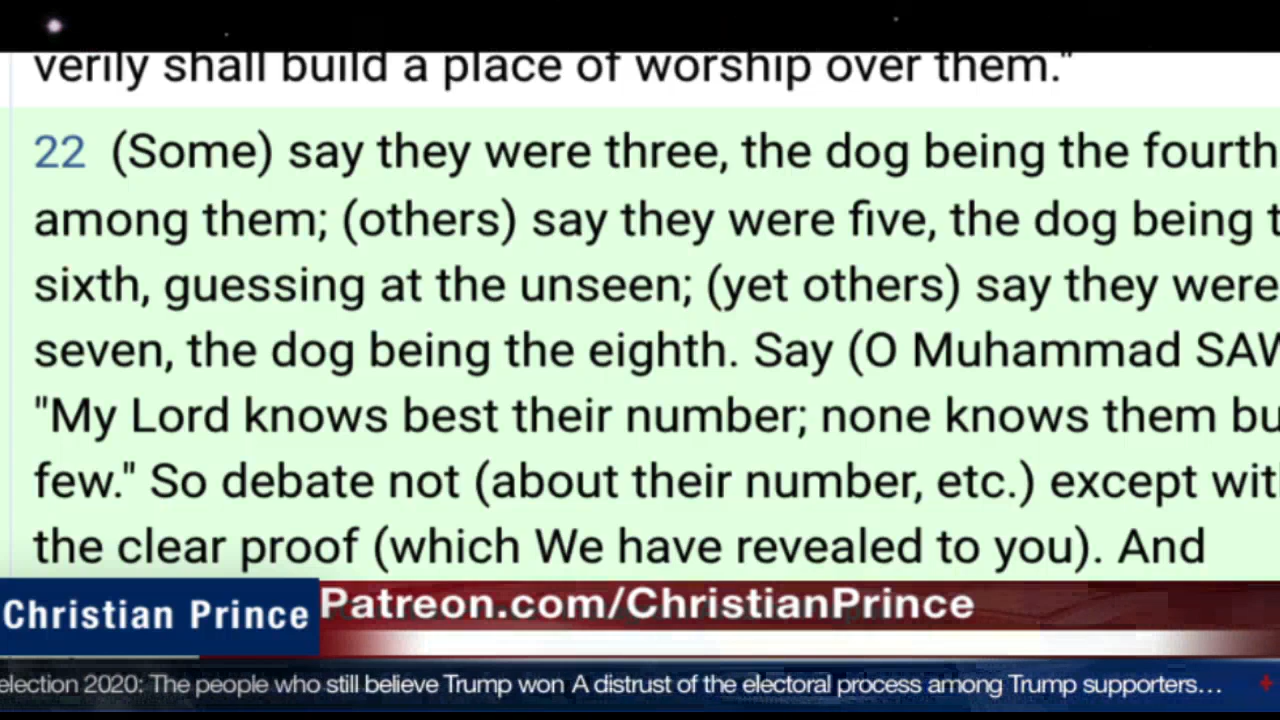 verily shall build a place of worship over them."
22 (Some) say they were three, the dog being the fourth
among them; (others) say they were five, the dog being t
sixth, guessing at the unseen; (yet others) say they were
seven, the dog being the eighth. Say (O Muhammad SAW
"My Lord knows best their number; none knows them bu
few." So debate not (about their number, etc.) except wit
the clear proof (which We have revealed to you). And
Christian Prince
Patreon.com/ChristianPrince
election 2020: The people who still believe Trump won A distrust of the electoral process among Trump supporters...